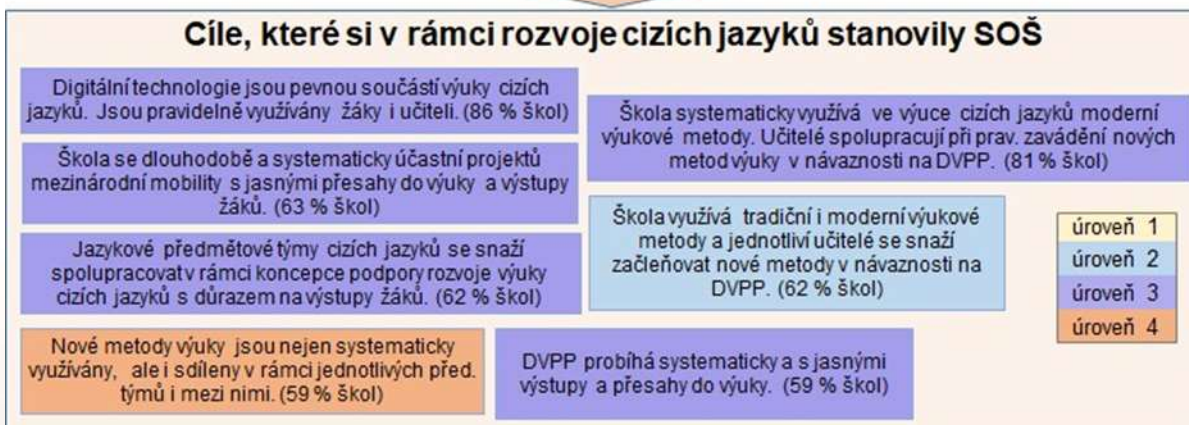 Cíle, které si v rámci rozvoje cizích jazyků stanovily SOŠ
Digitální technologie jsou pevnou součástí výuky cizích
jazyků. Jsou pravidelně využívány žáky i učiteli. (86 % škol)
Škola se dlouhodobě a systematicky účastní projektů
mezinárodní mobility s jasnými přesahy do výuky a výstupy
žáků. (63 % škol)
Jazykové předmětové týmy cizích jazyků se snaží
spolupracovat v rámci koncepce podpory rozvoje výuky
cizích jazyků s důrazem na výstupy žáků. (62 % škol)
Nové metody výuky jsou nejen systematicky
využívány, ale i sdíleny v rámci jednotlivých před.
týmů i mezi nimi. (59 % škol)
Škola systematicky využívá ve výuce cizích jazyků moderní
výukové metody. Učitelé spolupracují při prav. zavádění nových
metod výuky v návaznosti na DVPP. (81 % škol)
Škola využívá tradiční i moderní výukové
metody a jednotliví učitelé se snaží
začleňovat nové metody v návaznosti na
DVPP. (62 % škol)
DVPP probíhá systematicky a s jasnými
výstupy a přesahy do výuky. (59 % škol)
úroveň 1
úroveň 2
úroveň 3
úroveň 4